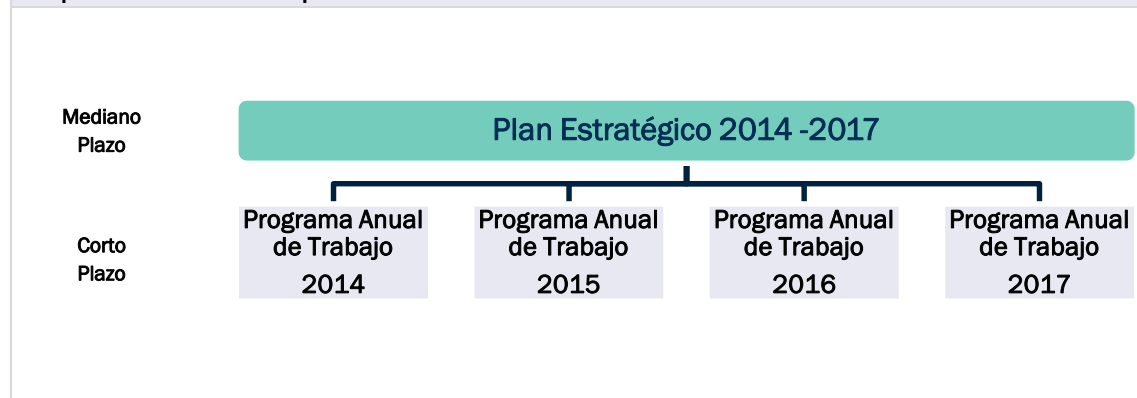 Mediano
Plazo
Plan Estratégico 2014 -2017
Corto
Plazo
Programa Anual
de Trabajo
2014
Programa Anual
de Trabajo
2015
Programa Anual
de Trabajo
2016
Programa Anual
de Trabajo
2017